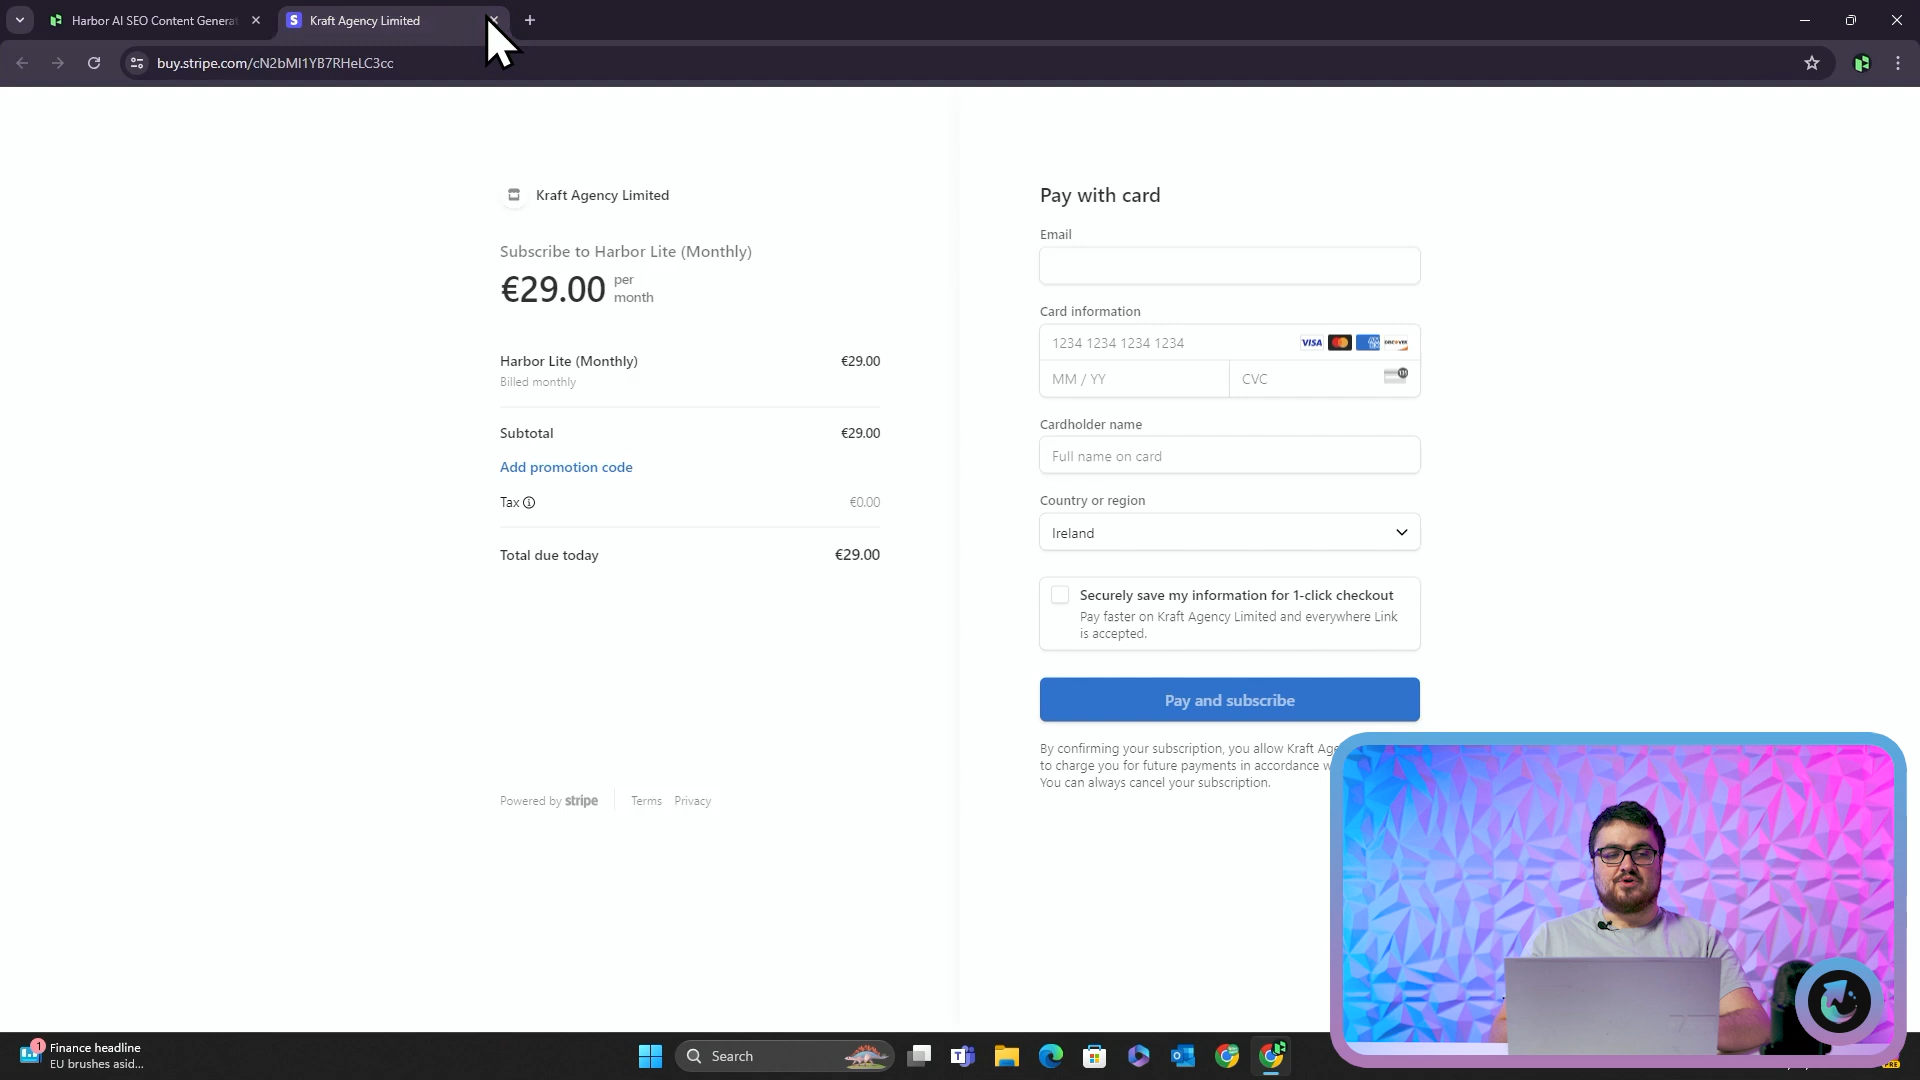 Harbor AI SEO Content Generat
Kraft Agency Limited
buy.stripe.com/cN2bMI1YB7RHeLC3cc
Kraft Agency Limited
Subscribe to Harbor Lite (Monthly)
€29.00 per month
Harbor Lite (Monthly) €29.00
Billed monthly
Subtotal €29.00
Add promotion code
Tax €0.00
Total due today €29.00
Powered by stripe Terms Privacy
Pay with card
Email
Card information
1234 1234 1234 1234
VISA
DISCOVER
MM / YY CVC
Cardholder name
Full name on card
Country or region
Ireland
Securely save my information for 1-click checkout
Pay faster on Kraft Agency Limited and everywhere Link
is accepted.
Pay and subscribe
By confirming your subscription, you allow Kraft Age
to charge you for future payments in accordance w
You can always cancel your subscription.
1
Finance headline
EU brushes asid...
Search
PRE